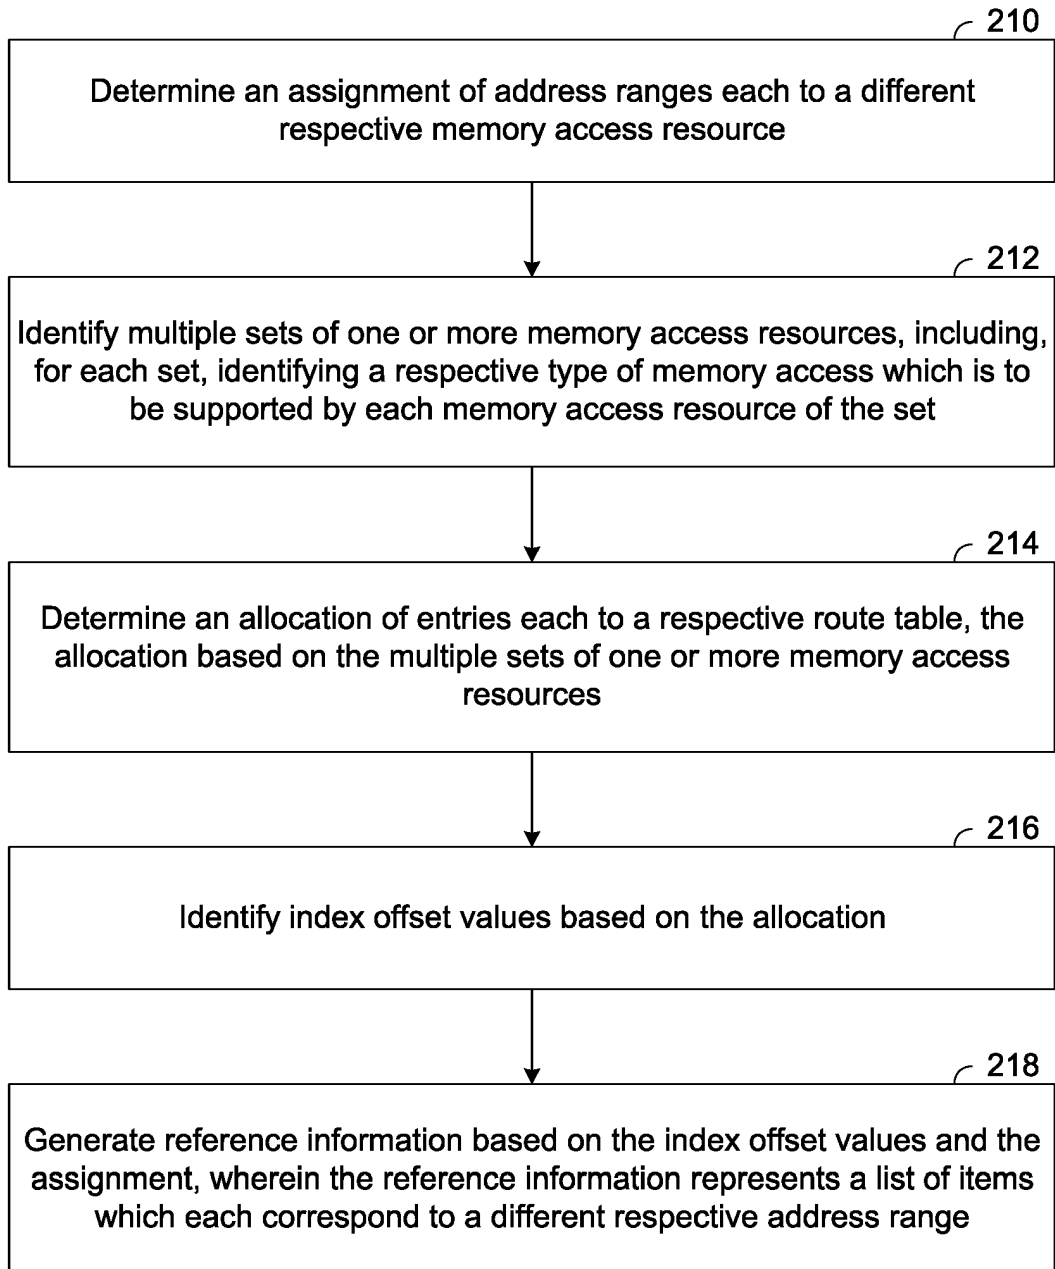 210
Determine an assignment of address ranges each to a different
respective memory access resource
212
Identify multiple sets of one or more memory access resources, including,
for each set, identifying a respective type of memory access which is to
be supported by each memory access resource of the set
214
Determine an allocation of entries each to a respective route table, the
allocation based on the multiple sets of one or more memory access
resources
216
Identify index offset values based on the allocation
218
Generate reference information based on the index offset values and the
assignment, wherein the reference information represents a list of items
which each correspond to a different respective address range